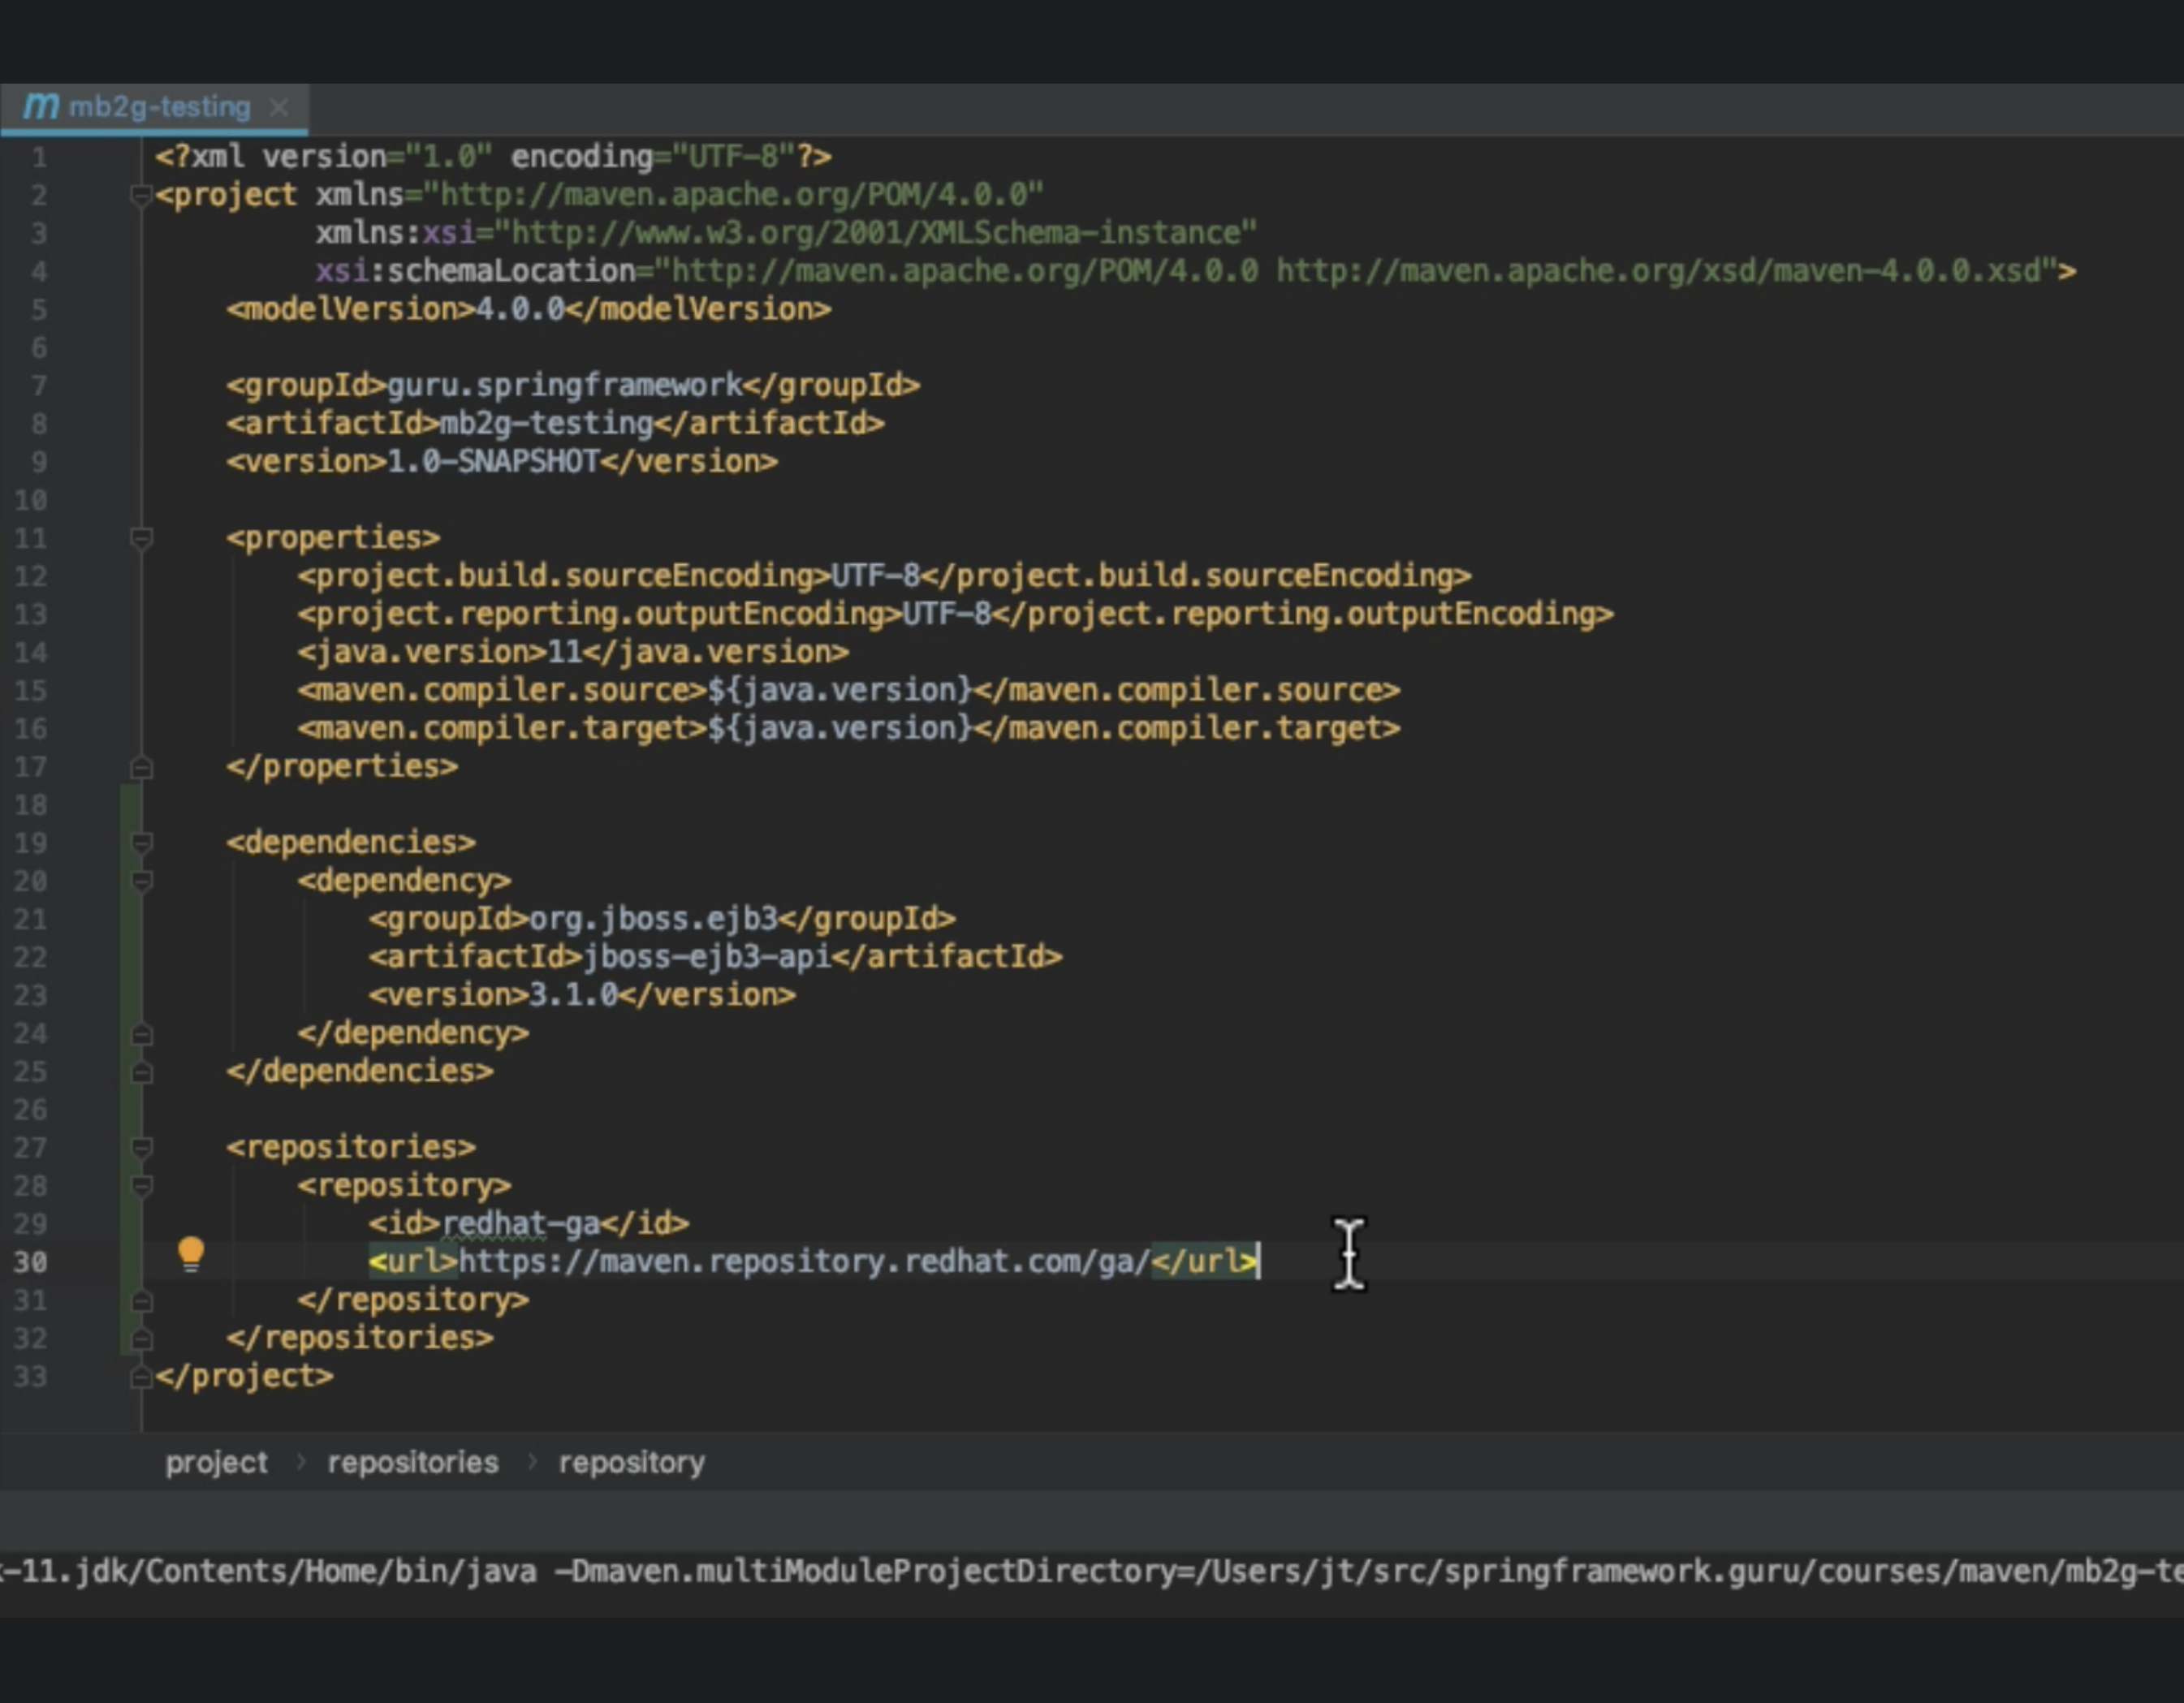 mb2g-testing
1 <?xml version="1.0" encoding="UTF-8"?>
2 <project xmlns="http://maven.apache.org/POM/4.0.0"
3 xmlns:xsi="http://www.w3.org/2001/XMLSchema-instance"
4 xsi:schemaLocation="http://maven.apache.org/POM/4.0.0 http://maven.apache.org/xsd/maven-4.0.0.xsd">
5 <modelVersion>4.0.0</modelVersion>
6
7 <groupId>guru.springframework</groupId>
8 <artifactId>mb2g-testing</artifactId>
9 <version>1.0-SNAPSHOT</version>
10
11 <properties>
12 <project.build.sourceEncoding>UTF-8</project.build.sourceEncoding>
13 <project.reporting.outputEncoding>UTF-8</project.reporting.outputEncoding>
14 <java.version>11</java.version>
15 <maven.compiler.source>${java.version}</maven.compiler.source>
16 <maven.compiler.target>${java.version}</maven.compiler.target>
17 </properties>
18
19 <dependencies>
20 <dependency>
21 <groupId>org.jboss.ejb3</groupId>
22 <artifactId>jboss-ejb3-api</artifactId>
23 <version>3.1.0</version>
24 </dependency>
25 </dependencies>
26
27 <repositories>
28 <repository>
29 <id>redhat-ga</id>
30 <url>https://maven.repository.redhat.com/ga/</url>
31 </repository>
32 </repositories>
33 </project>
project > repositories > repository
-11.jdk/Contents/Home/bin/java -Dmaven.multiModuleProjectDirectory=/Users/jt/src/springframework.guru/courses/maven/mb2g-te